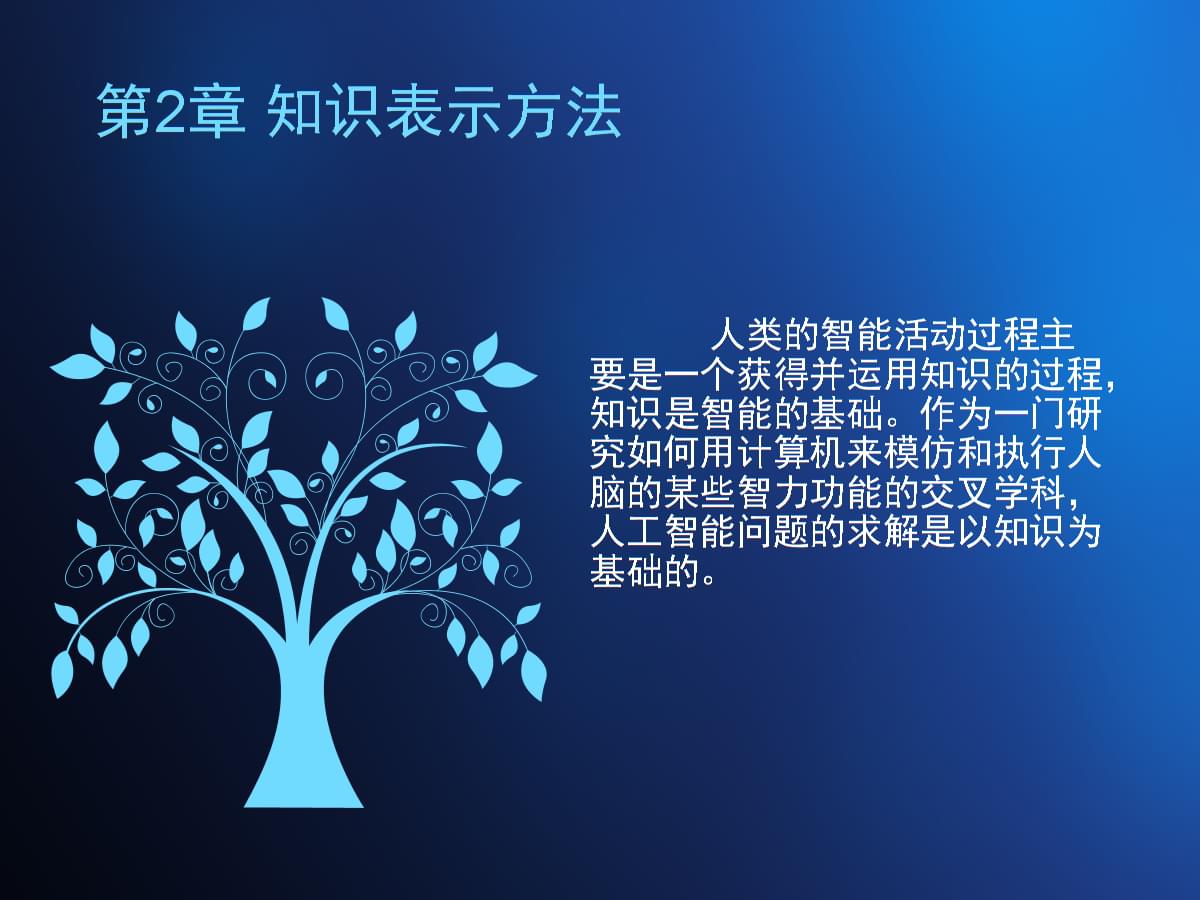 第2章 知识表示方法
人类的智能活动过程主
要是一个获得并运用知识的过程，
知识是智能的基础。作为一门研
究如何用计算机来模仿和执行人
脑的某些智力功能的交叉学科，
人工智能问题的求解是以知识为
基础的。